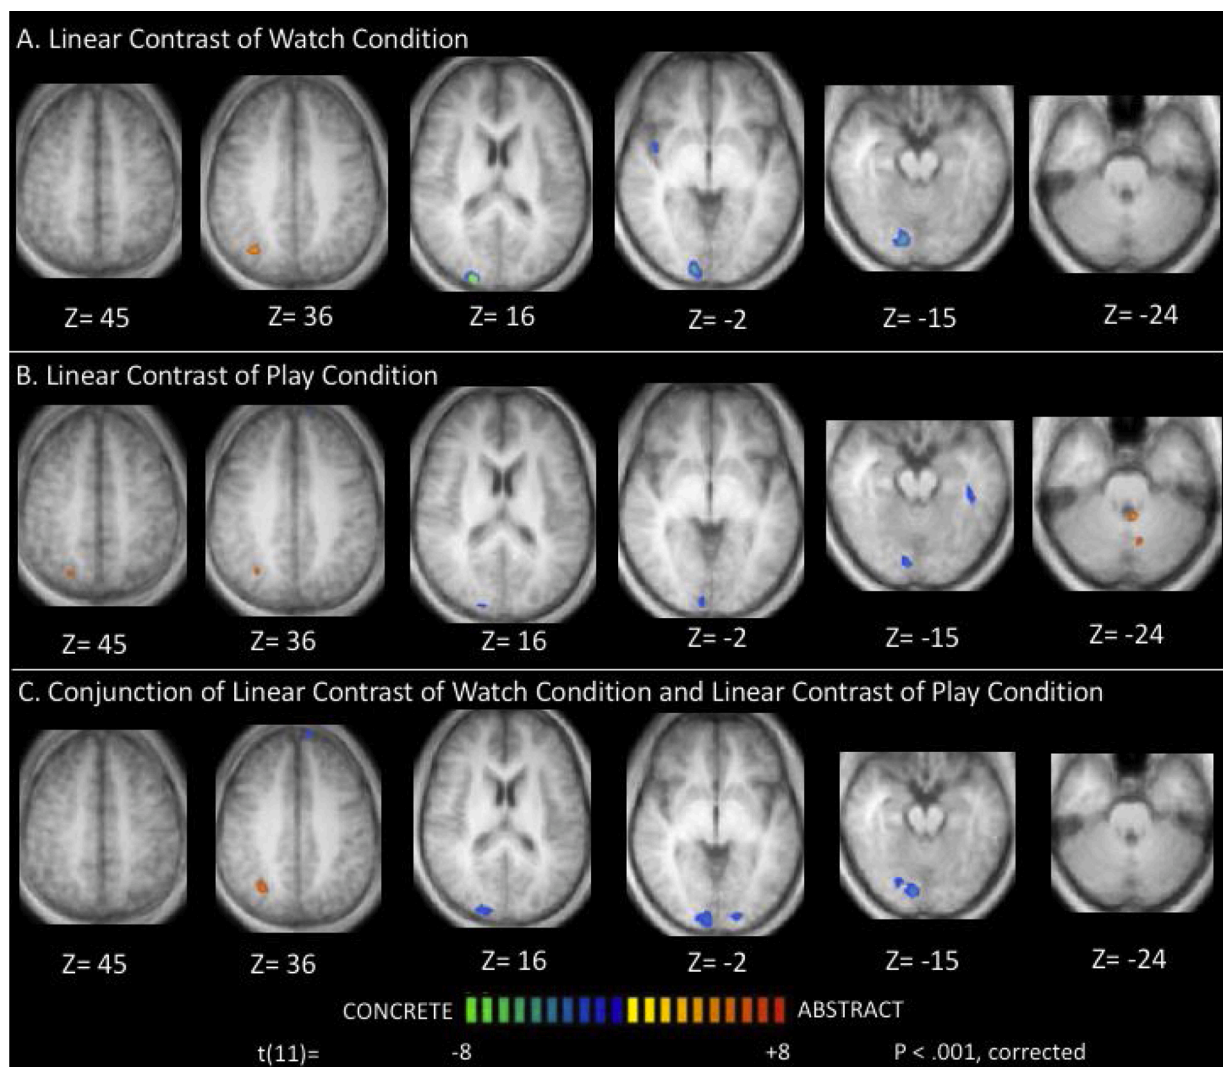 A. Linear Contrast of Watch Condition
Z= 45 Z= 36 Z= 16 Z= -2 Z= -15 Z= -24
B. Linear Contrast of Play Condition
Z= 45 Z= 36 Z= 16 Z= -2 Z= -15 Z= -24
C. Conjunction of Linear Contrast of Watch Condition and Linear Contrast of Play Condition
Z= 45 Z= 36 Z= 16 Z= -2 Z= -15 Z= -24
CONCRETE ABSTRACT
t(11)= -8 +8 P < .001, corrected